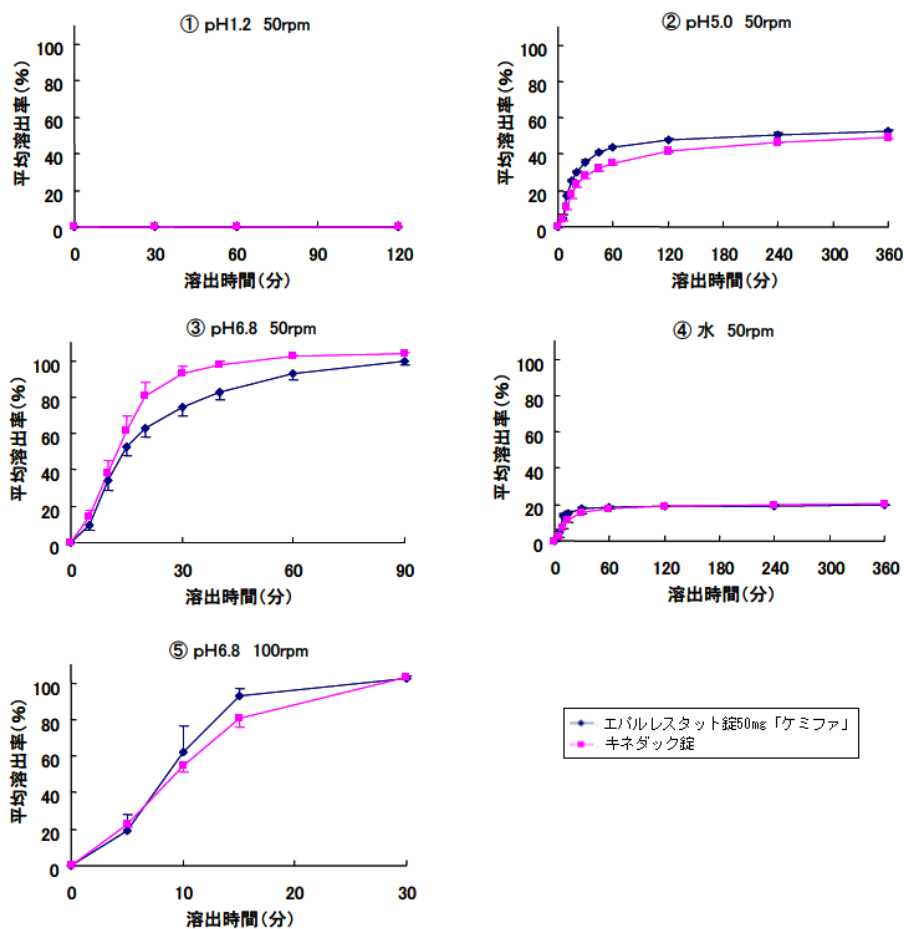 ① pH1.2 50rpm
平均溶出率(%)
100
80
60
40
20
0
0 30 60 90 120
溶出時間(分)
② pH5.0 50rpm
平均溶出率(%)
100
80
60
40
20
0
0 60 120 180 240 300 360
溶出時間(分)
③ pH6.8 50rpm
平均溶出率(%)
100
80
60
40
20
0
0 30 60 90
溶出時間(分)
④ 水 50rpm
平均溶出率(%)
100
80
60
40
20
0
0 60 120 180 240 300 360
溶出時間(分)
⑤ pH6.8 100rpm
平均溶出率(%)
100
80
60
40
20
0
0 10 20 30
溶出時間(分)
エパルレスタット錠50mg「ケミファ」
キネダック錠